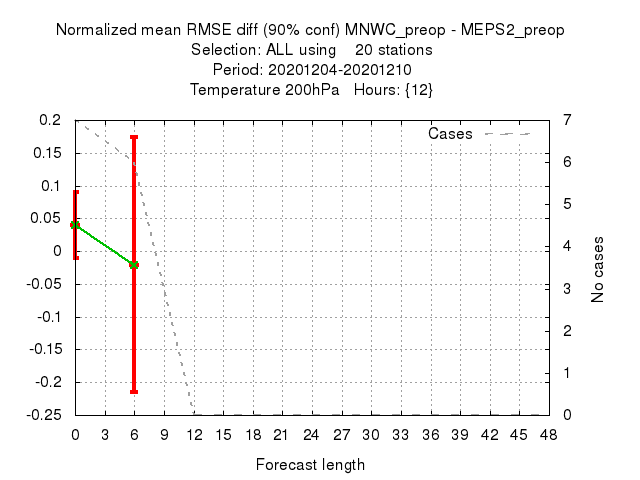 Normalized mean RMSE diff (90% conf) MNWC_preop - MEPS2_preop
Selection: ALL using    20 stations
Period: 20201204-20201210
Temperature 200hPa   Hours: {12}
Cases
0.2
0.15
0.1
0.05
0
-0.05
-0.1
-0.15
-0.2
-0.25
7
6
5
4
3
2
1
0
No cases
0 3 6 9 12 15 18 21 24 27 30 33 36 39 42 45 48
Forecast length